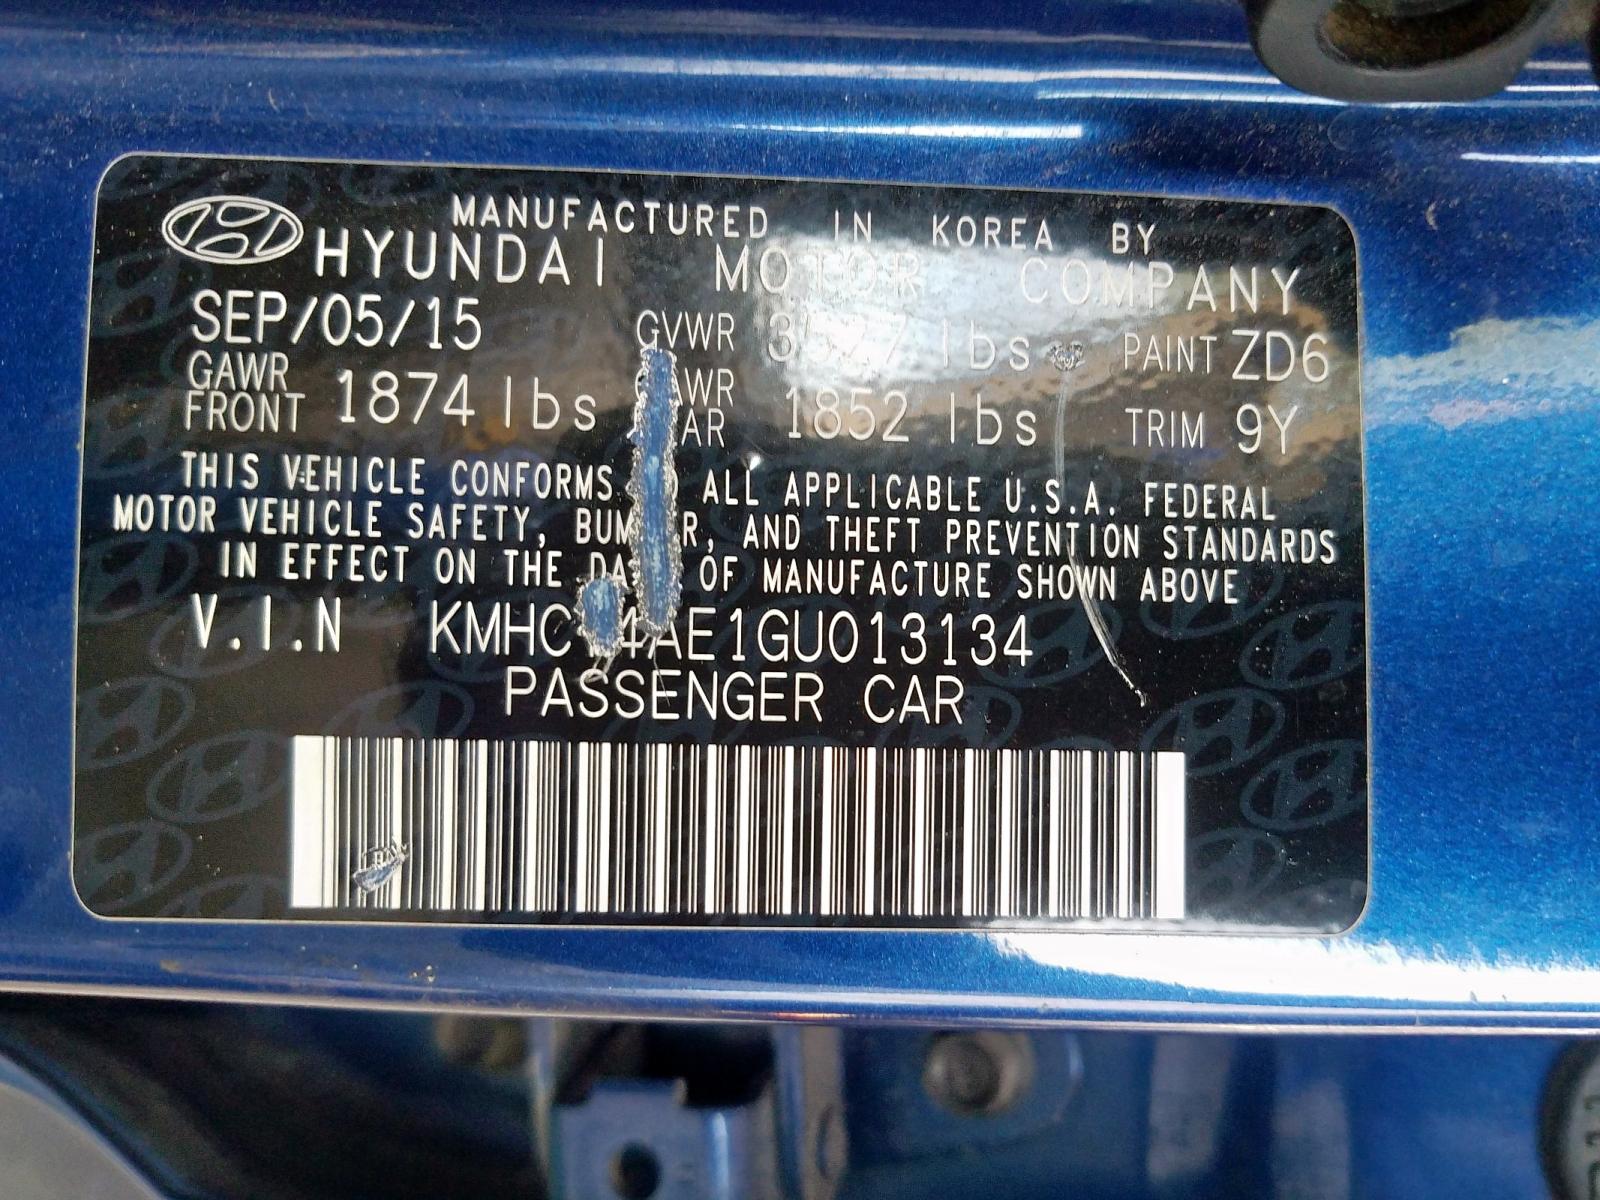 MANUFACTURED IN KOREA BY
HYUNDAI MOTOR COMPANY
SEP/05/15 GVWR lbs PAINT ZD6
GAWR FRONT 1874 lbs 1852 lbs TRIM 9Y
THIS VEHICLE CONFORMS ALL APPLICABLE U.S.A. FEDERAL
MOTOR VEHICLE SAFETY, AND THEFT PREVENTION STANDARDS
IN EFFECT ON THE OF MANUFACTURE SHOWN ABOVE
V.I.N
PASSENGER CAR